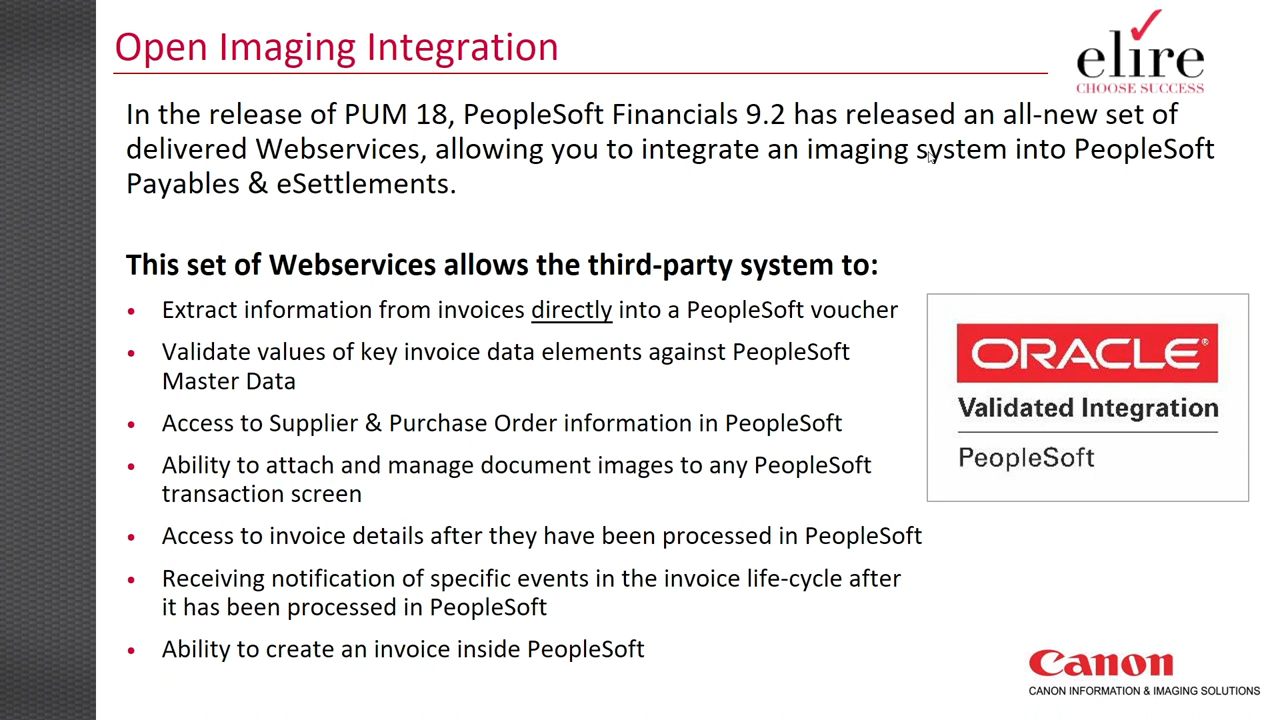 Open Imaging Integration
elire
CHOOSE SUCCESS
In the release of PUM 18, PeopleSoft Financials 9.2 has released an all-new set of
delivered Webservices, allowing you to integrate an imaging system into PeopleSoft
Payables & eSettlements.
This set of Webservices allows the third-party system to:
• Extract information from invoices directly into a PeopleSoft voucher
• Validate values of key invoice data elements against PeopleSoft
Master Data
• Access to Supplier & Purchase Order information in PeopleSoft
• Ability to attach and manage document images to any PeopleSoft
transaction screen
• Access to invoice details after they have been processed in PeopleSoft
• Receiving notification of specific events in the invoice life-cycle after
it has been processed in PeopleSoft
• Ability to create an invoice inside PeopleSoft
ORACLE®
Validated Integration
PeopleSoft
Canon
CANON INFORMATION & IMAGING SOLUTIONS